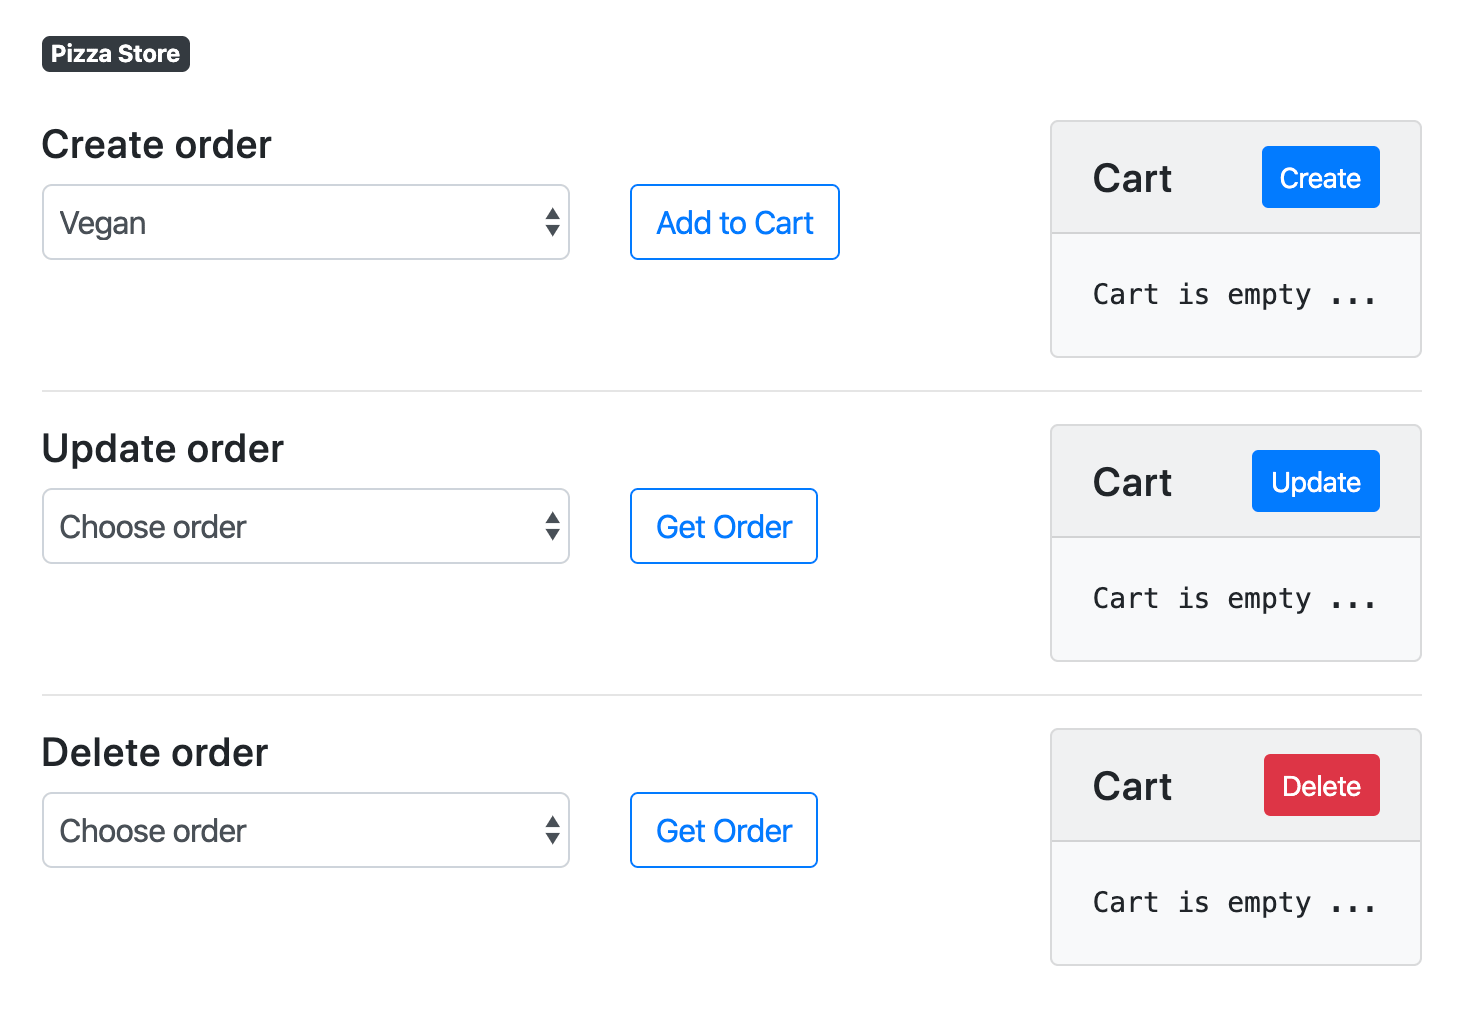 Pizza Store
Create order
Vegan
Add to Cart
Cart
Create
Cart is empty ...
Update order
Choose order
Get Order
Cart
Update
Cart is empty ...
Delete order
Choose order
Get Order
Cart
Delete
Cart is empty ...